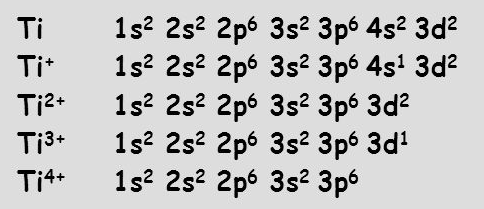 Ti 1s² 2s² 2p⁶ 3s² 3p⁶ 4s² 3d²
Ti⁺ 1s² 2s² 2p⁶ 3s² 3p⁶ 4s¹ 3d²
Ti²⁺ 1s² 2s² 2p⁶ 3s² 3p⁶ 3d²
Ti³⁺ 1s² 2s² 2p⁶ 3s² 3p⁶ 3d¹
Ti⁴⁺ 1s² 2s² 2p⁶ 3s² 3p⁶